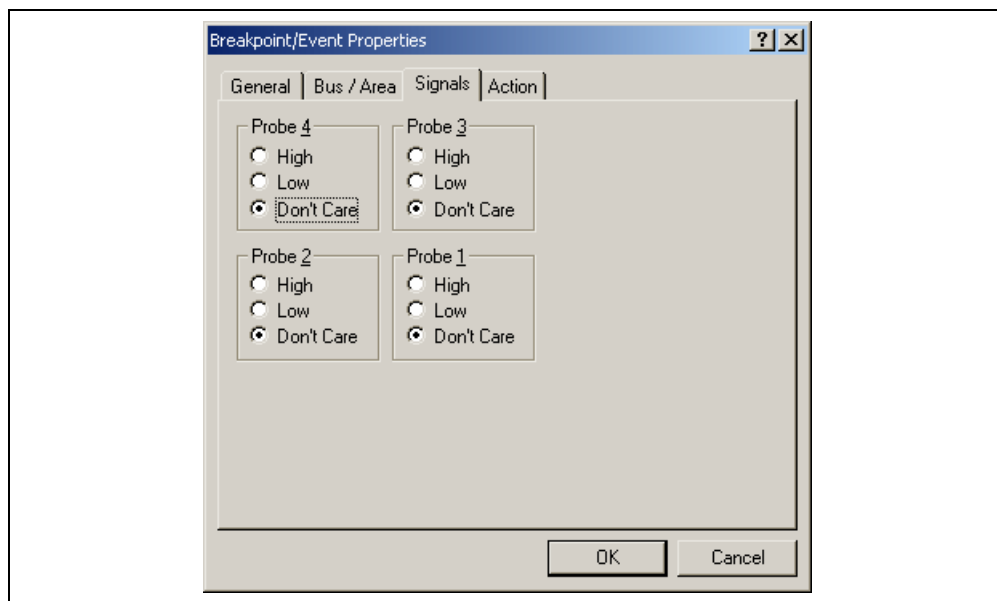 Breakpoint/Event Properties
General Bus / Area Signals Action
Probe 4 Probe 3
High High
Low Low
Don't Care Don't Care
Probe 2 Probe 1
High High
Low Low
Don't Care Don't Care
OK Cancel